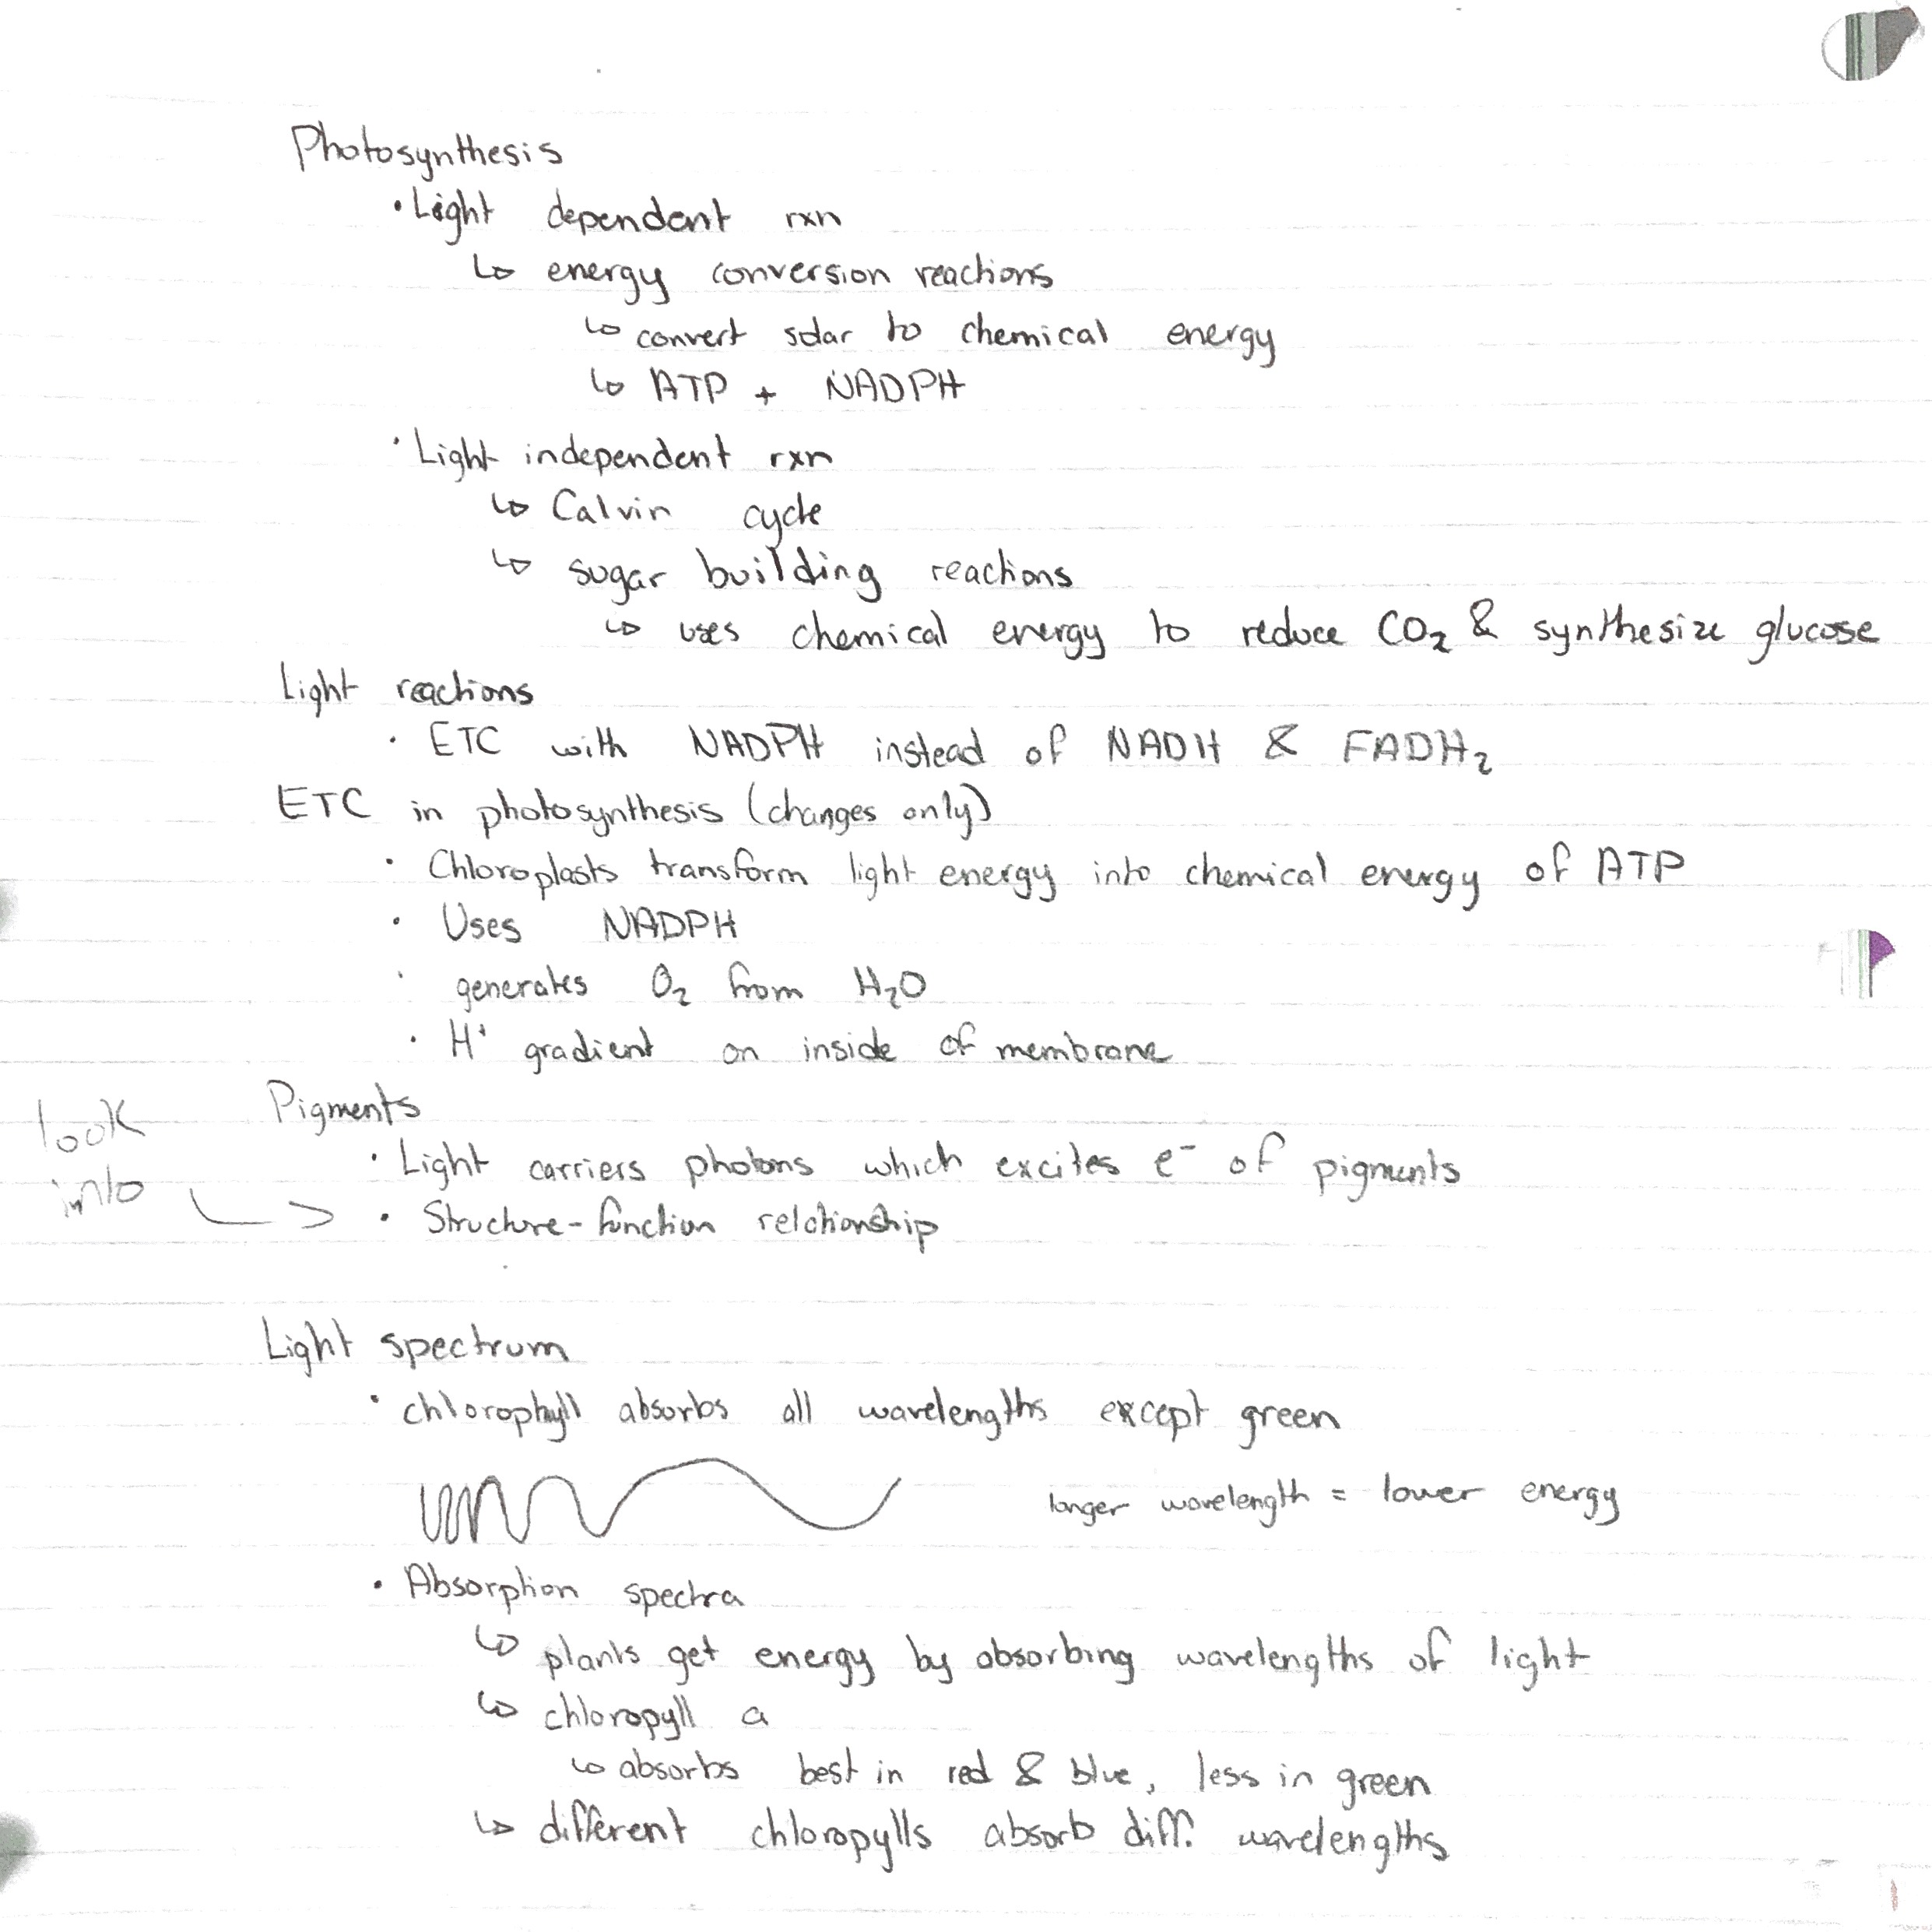 Photosynthesis
• Light dependent rxn
↳ energy conversion reactions
↳ convert solar to chemical energy
↳ ATP + NADPH
• Light independent rxn
↳ Calvin cycle
↳ sugar building reactions
↳ uses chemical energy to reduce CO₂ & synthesize glucose
Light reactions
• ETC with NADPH instead of NADH & FADH₂
ETC in photosynthesis (changes only)
• Chloroplasts transform light energy into chemical energy of ATP
• Uses NADPH
• generates O₂ from H₂O
• H⁺ gradient on inside of membrane
Pigments
• Light carriers photons which excites e⁻ of pigments
look into → • Structure-function relationship
Light spectrum
• chlorophyll absorbs all wavelengths except green
longer wavelength = lower energy
• Absorption spectra
↳ plants get energy by absorbing wavelengths of light
↳ chloropyll a
↳ absorbs best in red & blue, less in green
↳ different chloropylls absorb diff. wavelengths